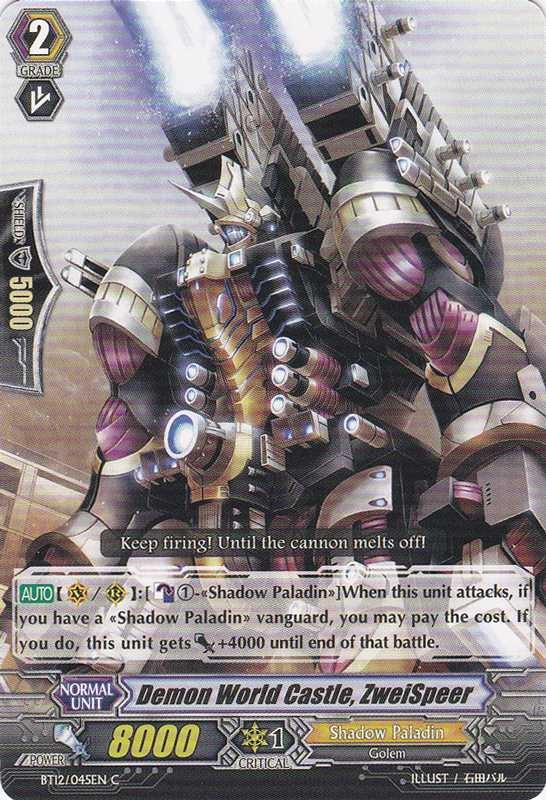 2
GRADE
SHIELD
5000
Keep firing! Until the cannon melts off!
AUTO【 V / R 】:[ ①-«Shadow Paladin»]When this unit attacks, if
you have a «Shadow Paladin» vanguard, you may pay the cost. If
you do, this unit gets +4000 until end of that battle.
NORMAL
UNIT
Demon World Castle, ZweiSpeer
POWER
8000
1
CRITICAL
Shadow Paladin
Golem
BT12/045EN C
ILLUST / 石田バル